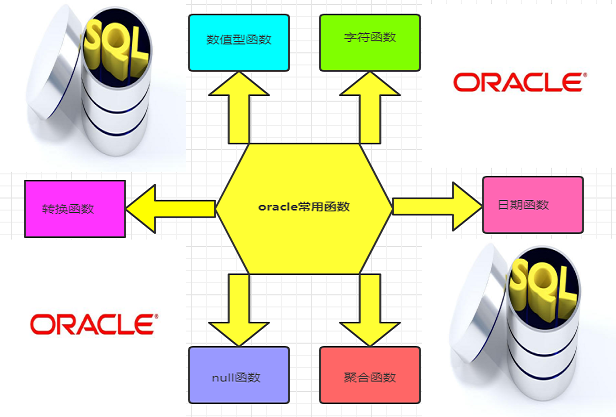 SQL
数值型函数
字符函数
ORACLE®
转换函数
oracle常用函数
日期函数
ORACLE®
null函数
聚合函数
SQL